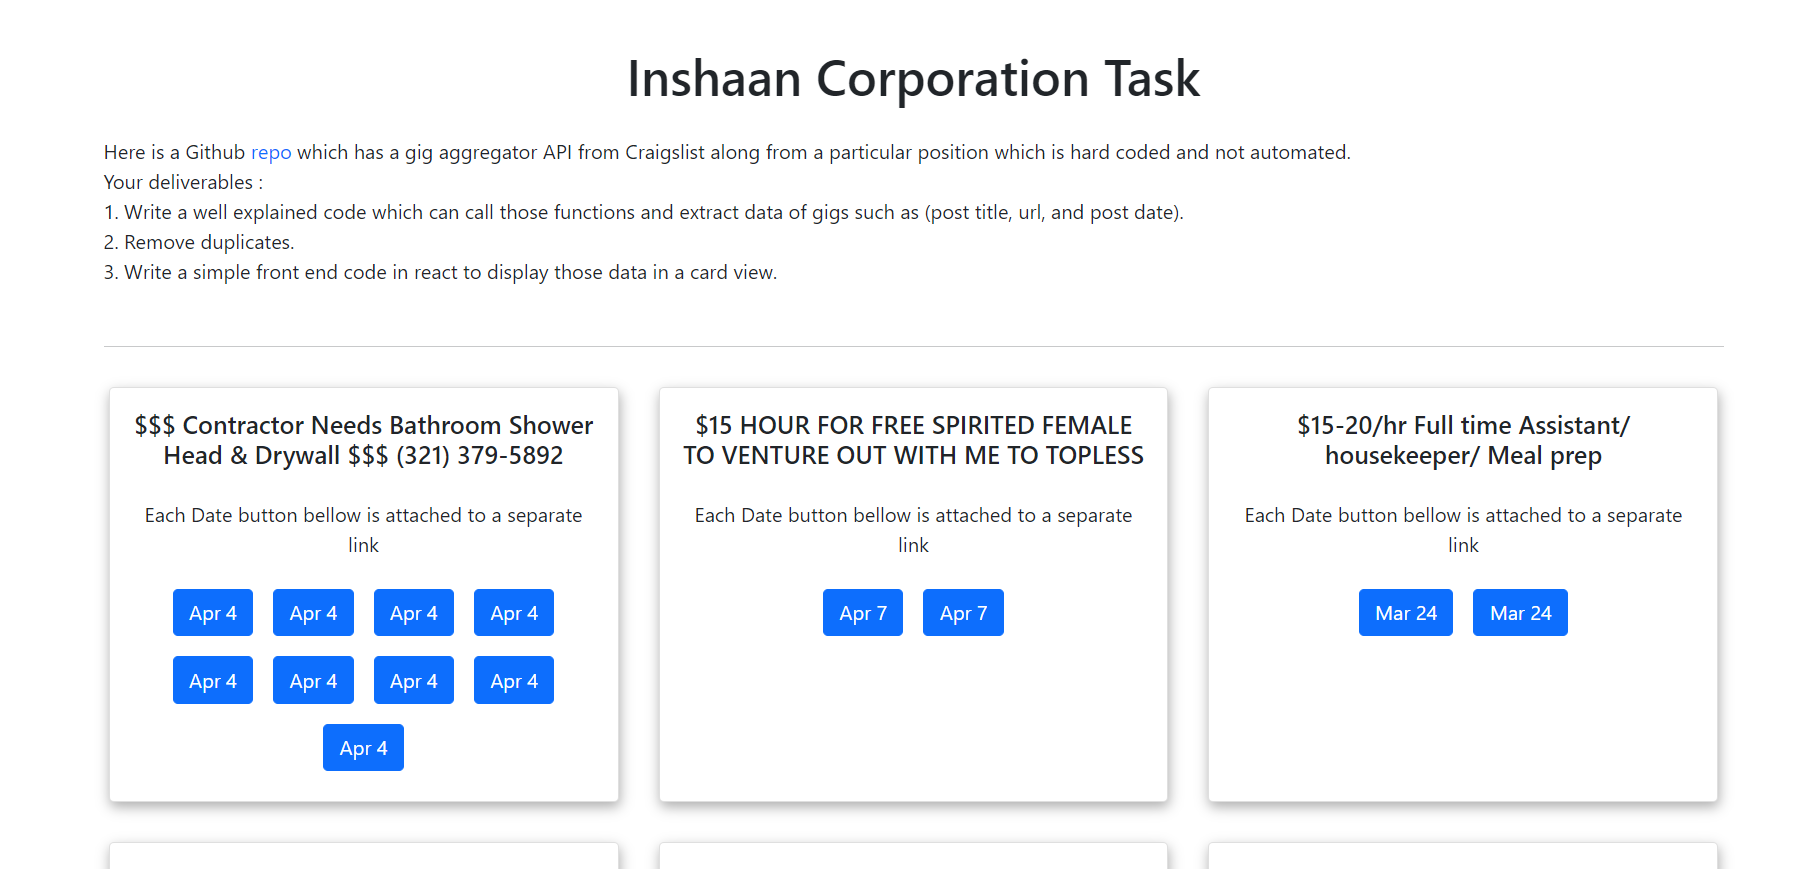 Inshaan Corporation Task
Here is a Github repo which has a gig aggregator API from Craigslist along from a particular position which is hard coded and not automated.
Your deliverables :
1. Write a well explained code which can call those functions and extract data of gigs such as (post title, url, and post date).
2. Remove duplicates.
3. Write a simple front end code in react to display those data in a card view.
$$$ Contractor Needs Bathroom Shower
Head & Drywall $$$ (321) 379-5892
Each Date button bellow is attached to a separate
link
Apr 4 Apr 4 Apr 4 Apr 4
Apr 4 Apr 4 Apr 4 Apr 4
Apr 4
$15 HOUR FOR FREE SPIRITED FEMALE
TO VENTURE OUT WITH ME TO TOPLESS
Each Date button bellow is attached to a separate
link
Apr 7 Apr 7
$15-20/hr Full time Assistant/
housekeeper/ Meal prep
Each Date button bellow is attached to a separate
link
Mar 24 Mar 24